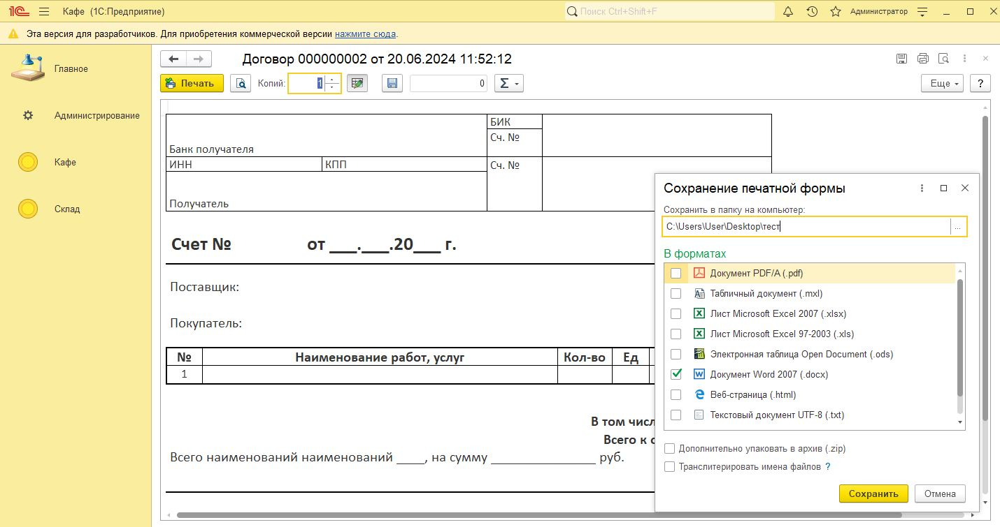 1С Кафе (1С:Предприятие) Поиск Ctrl+Shift+F Администратор
Эта версия для разработчиков. Для приобретения коммерческой версии нажмите сюда.
Главное
Администрирование
Кафе
Склад
Договор 000000002 от 20.06.2024 11:52:12
Печать Копий: 1 0 Σ Еще ?
БИК
Сч. №
Банк получателя
ИНН КПП Сч. №
Получатель
Счет № от ___.___.20___ г.
Поставщик:
Покупатель:
№ Наименование работ, услуг Кол-во Ед
1
В том числ
Всего к о
Всего наименований наименований ____, на сумму _______________ руб.
Сохранение печатной формы
Сохранить в папку на компьютер:
C:\Users\User\Desktop\тест ...
В форматах
Документ PDF/A (.pdf)
Табличный документ (.mxl)
Лист Microsoft Excel 2007 (.xlsx)
Лист Microsoft Excel 97-2003 (.xls)
Электронная таблица Open Document (.ods)
Документ Word 2007 (.docx)
Веб-страница (.html)
Текстовый документ UTF-8 (.txt)
Дополнительно упаковать в архив (.zip)
Транслитерировать имена файлов ?
Сохранить Отмена